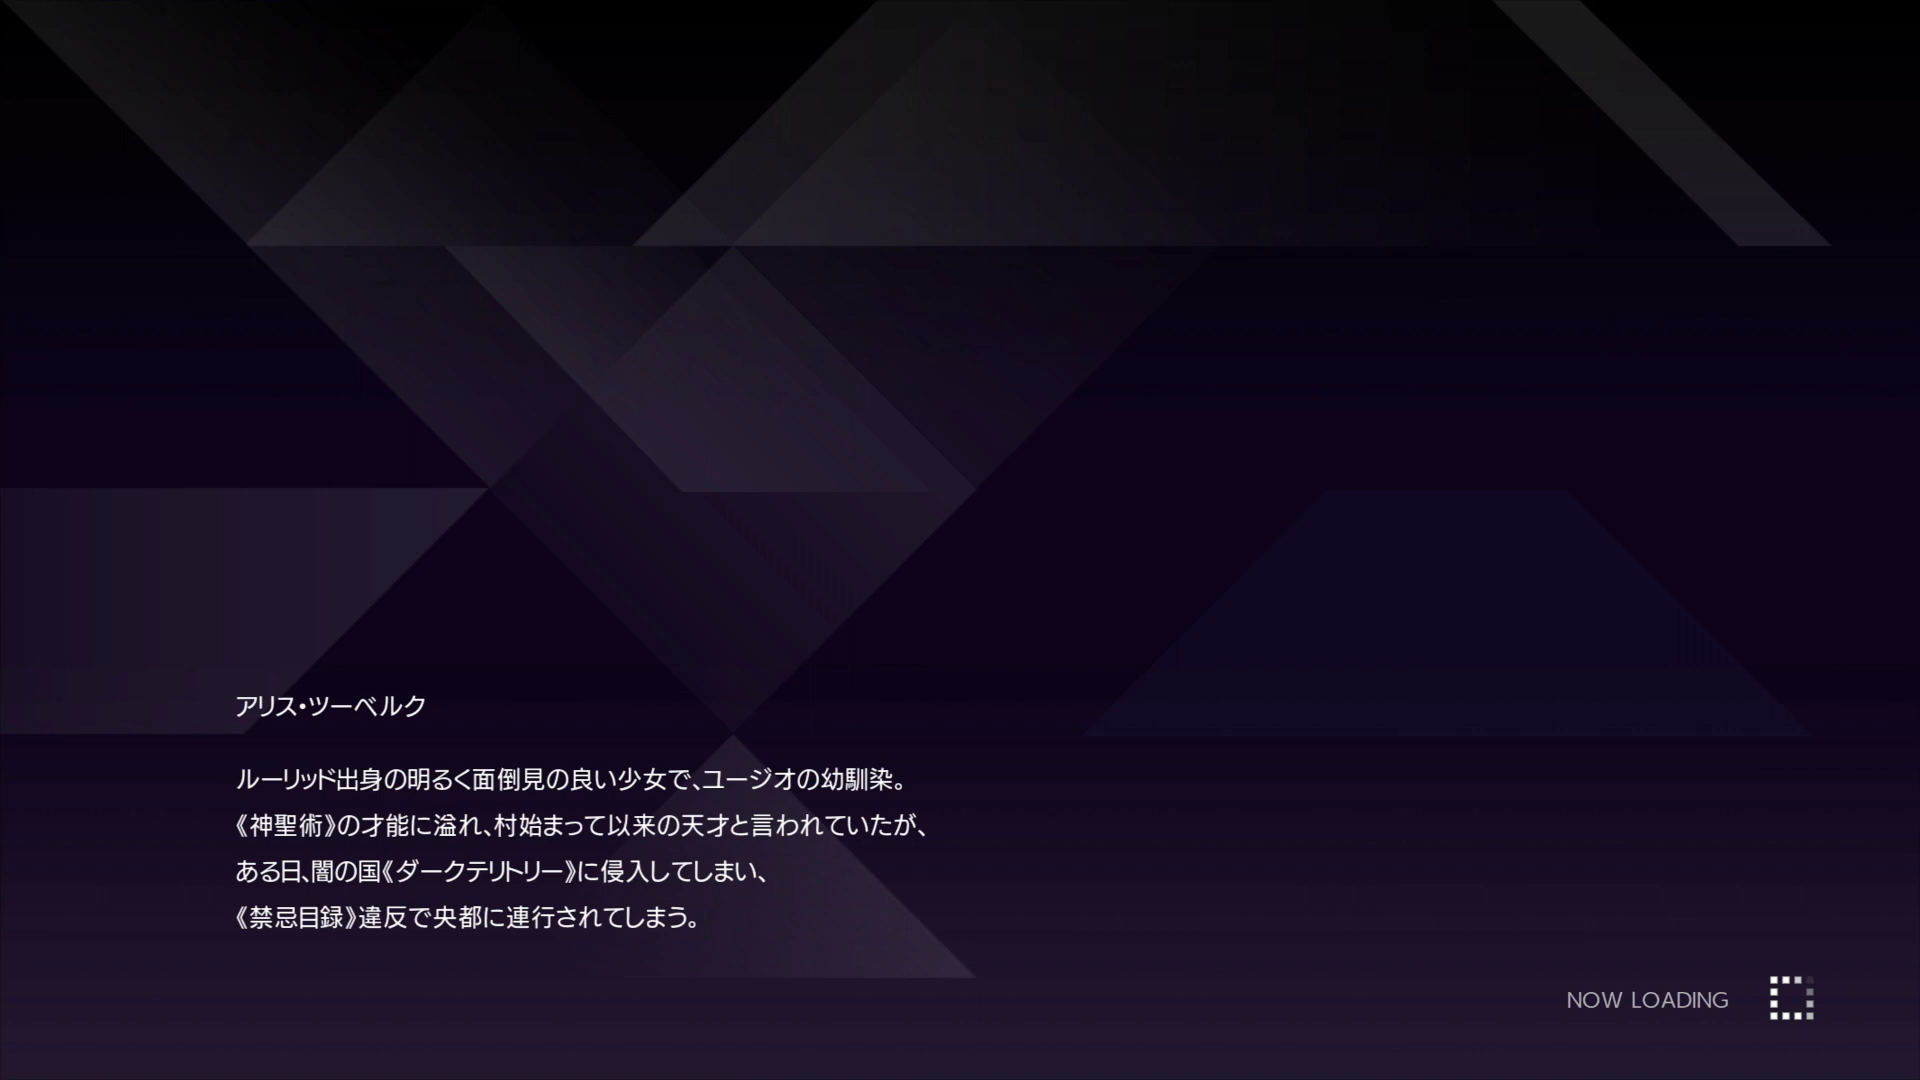 アリス・ツーベルク
ルーリッド出身の明るく面倒見の良い少女で、ユージオの幼馴染。
《神聖術》の才能に溢れ、村始まって以来の天才と言われていたが、
ある日、闇の国《ダークテリトリー》に侵入してしまい、
《禁忌目録》違反で央都に連行されてしまう。
NOW LOADING